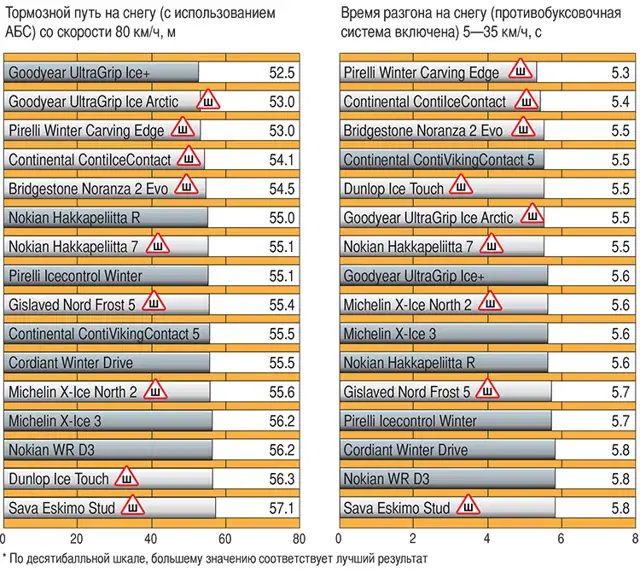 Тормозной путь на снегу (с использованием
АБС) со скорости 80 км/ч, м
Goodyear UltraGrip Ice+ 52.5
Goodyear UltraGrip Ice Arctic Ш 53.0
Pirelli Winter Carving Edge Ш 53.0
Continental ContiIceContact Ш 54.1
Bridgestone Noranza 2 Evo Ш 54.5
Nokian Hakkapeliitta R 55.0
Nokian Hakkapeliitta 7 Ш 55.1
Pirelli Icecontrol Winter 55.1
Gislaved Nord Frost 5 Ш 55.4
Continental ContiVikingContact 5 55.5
Cordiant Winter Drive 55.5
Michelin X-Ice North 2 Ш 55.6
Michelin X-Ice 3 56.2
Nokian WR D3 56.2
Dunlop Ice Touch Ш 56.3
Sava Eskimo Stud Ш 57.1
0 20 40 60 80
Время разгона на снегу (противобуксовочная
система включена) 5—35 км/ч, с
Pirelli Winter Carving Edge Ш 5.3
Continental ContiIceContact Ш 5.4
Bridgestone Noranza 2 Evo Ш 5.5
Continental ContiVikingContact 5 5.5
Dunlop Ice Touch Ш 5.5
Goodyear UltraGrip Ice Arctic Ш 5.5
Nokian Hakkapeliitta 7 Ш 5.5
Goodyear UltraGrip Ice+ 5.6
Michelin X-Ice North 2 Ш 5.6
Michelin X-Ice 3 5.6
Nokian Hakkapeliitta R 5.6
Gislaved Nord Frost 5 Ш 5.7
Pirelli Icecontrol Winter 5.7
Cordiant Winter Drive 5.8
Nokian WR D3 5.8
Sava Eskimo Stud Ш 5.8
0 2 4 6 8
* По десятибалльной шкале, большему значению соответствует лучший результат